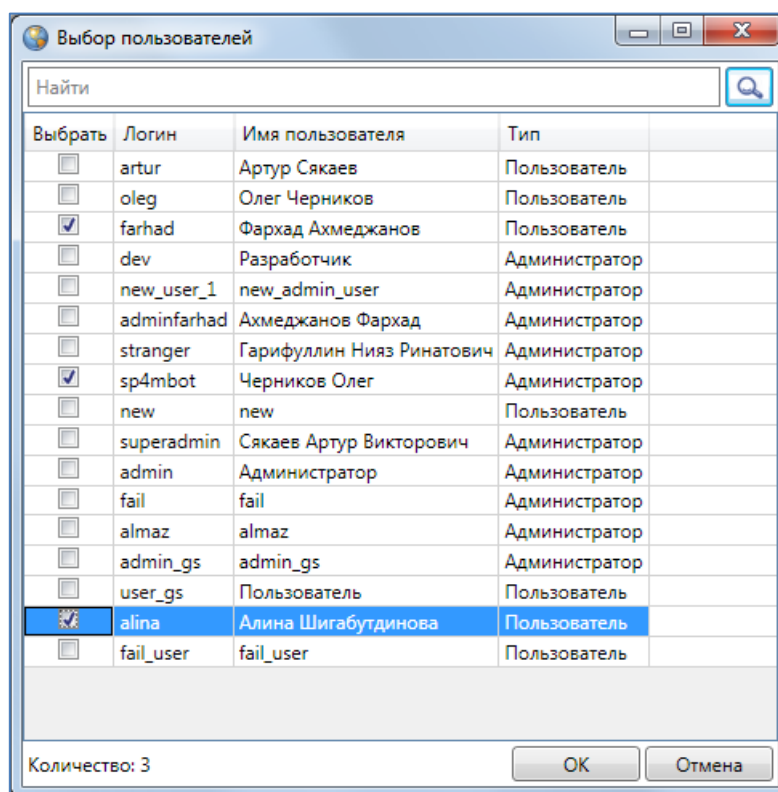 Выбор пользователей
Найти
Выбрать Логин Имя пользователя Тип
artur Артур Сякаев Пользователь
oleg Олег Черников Пользователь
farhad Фархад Ахмеджанов Пользователь
dev Разработчик Администратор
new_user_1 new_admin_user Администратор
adminfarhad Ахмеджанов Фархад Администратор
stranger Гарифуллин Нияз Ринатович Администратор
sp4mbot Черников Олег Администратор
new new Пользователь
superadmin Сякаев Артур Викторович Администратор
admin Администратор Администратор
fail fail Администратор
almaz almaz Администратор
admin_gs admin_gs Администратор
user_gs Пользователь Пользователь
alina Алина Шигабутдинова Пользователь
fail_user fail_user Пользователь
Количество: 3 OK Отмена